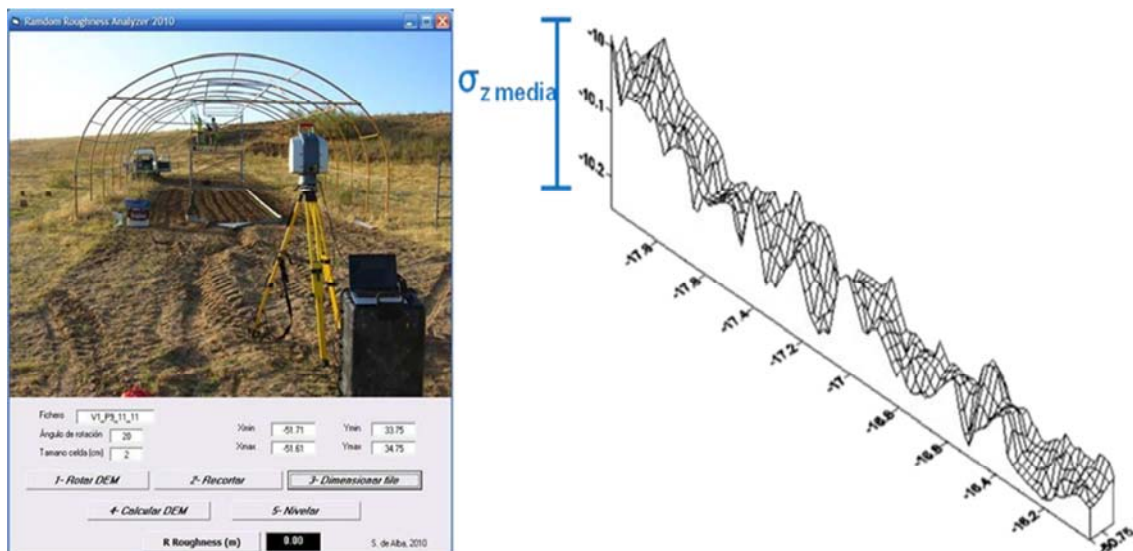 Ramdom Roughness Analyzer 2010
Fichero V1_P9_11_11
Ángulo de rotación 20
Tamano celda (cm) 2
Xmin -51.71 Ymin 33.75
Xmax -51.61 Ymax 34.75
1- Rotar DEM 2- Recortar 3- Dimensionar file
4- Calcular DEM 5- Nivelar
R Roughness (m) 0.00 S. de Alba, 2010
σz media
-10
-10.1
-10.2
-17.8
-17.6
-17.4
-17.2
-17
-16.8
-16.6
-16.4
-16.2
-50.75